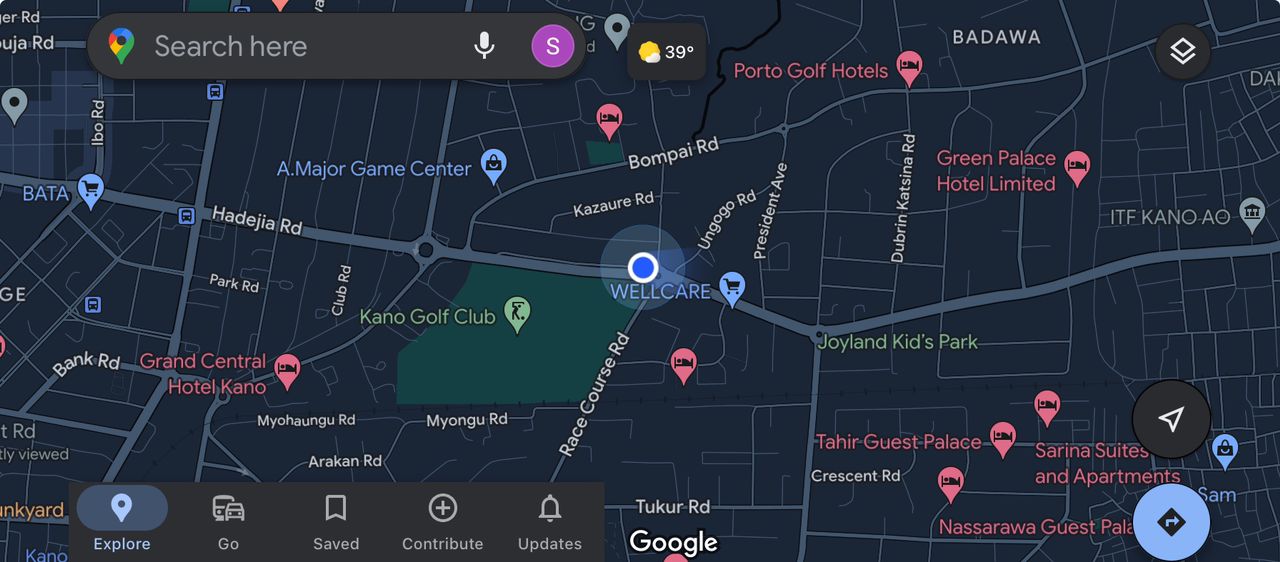 ger Rd
uja Rd
Search here
S
39°
BADAWA
Porto Golf Hotels
Ibo Rd
A.Major Game Center
Bompai Rd
Green Palace
Hotel Limited
BATA
Hadejia Rd
Kazaure Rd
Ungogo Rd
President Ave
Dubrin Katsina Rd
ITF KANO AO
Park Rd
Club Rd
WELLCARE
GE
Kano Golf Club
Joyland Kid's Park
Bank Rd
Grand Central
Hotel Kano
Race Course Rd
Myohaungu Rd
Myongu Rd
t Rd
tly viewed
Arakan Rd
Tahir Guest Palace
Sarina Suites
and Apartments
Crescent Rd
Sam
unkyard
Tukur Rd
Nassarawa Guest Pala
Google
Kano
Explore
Go
Saved
Contribute
Updates